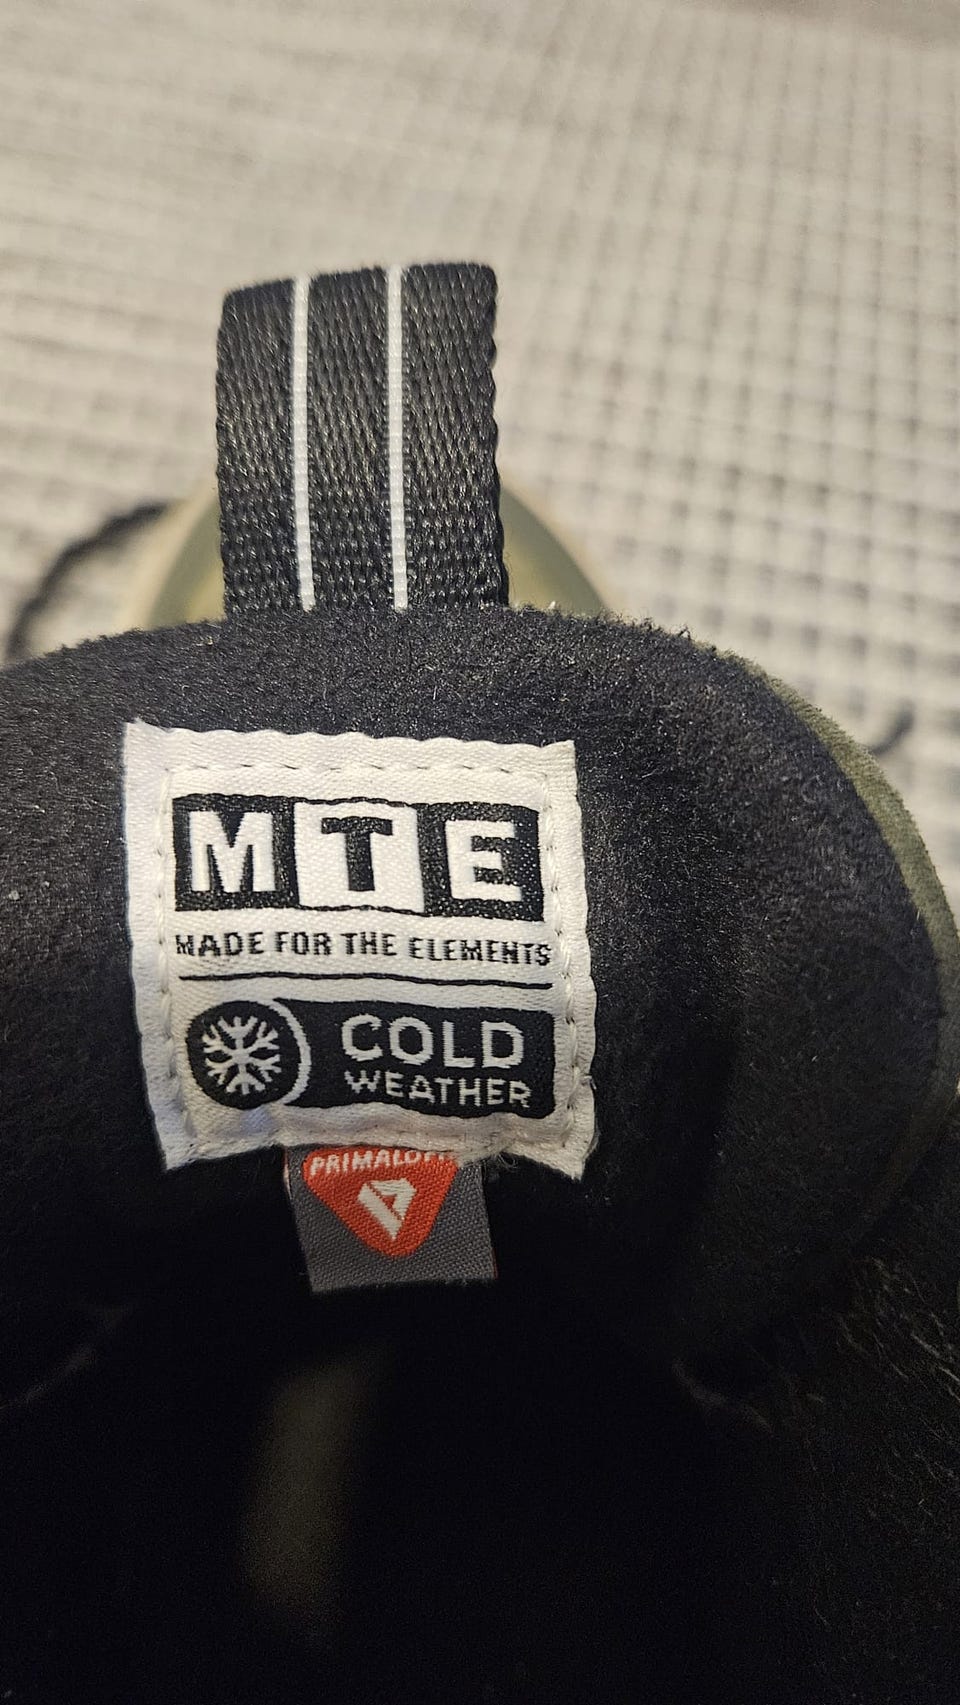 MTE
MADE FOR THE ELEMENTS
COLD
WEATHER
PRIMALOFT